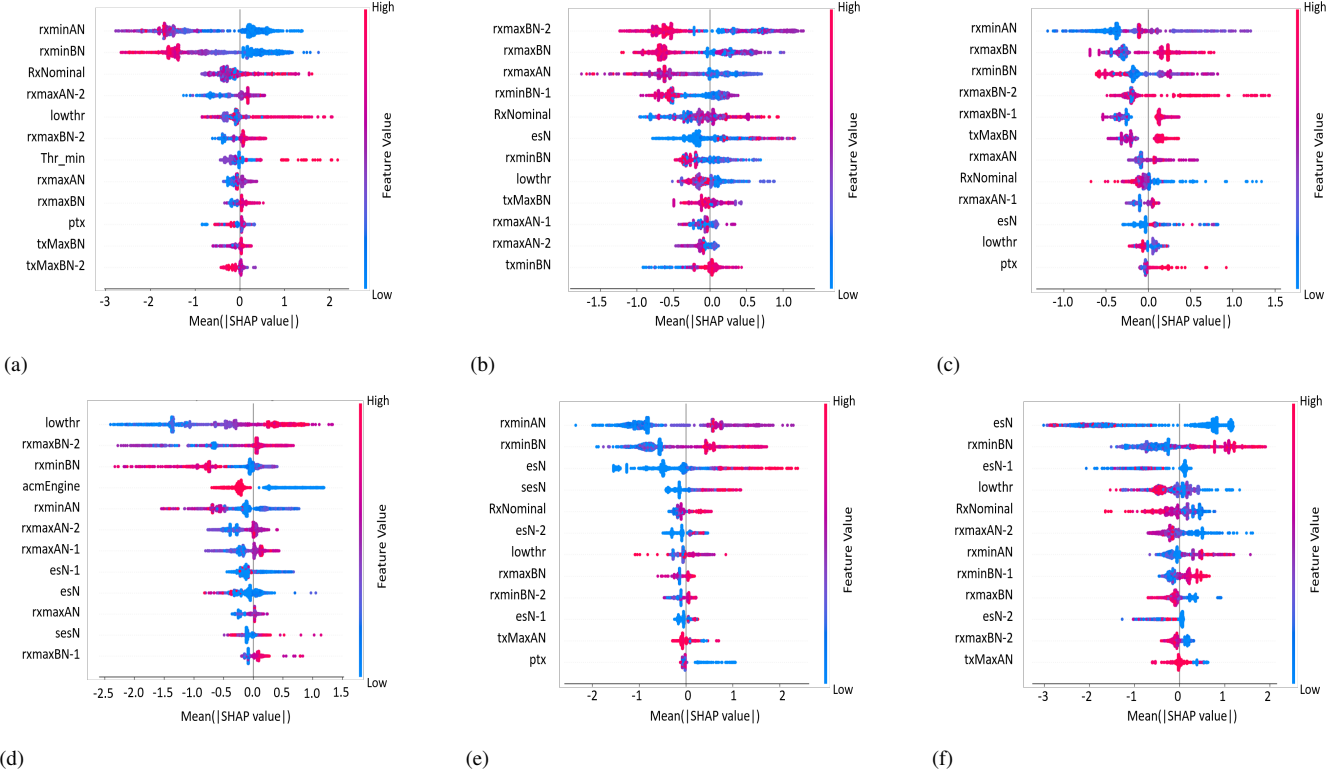 High
rxminAN
rxminBN
RxNominal
rxmaxAN-2
lowthr
rxmaxBN-2
Thr_min
rxmaxAN
rxmaxBN
ptx
txMaxBN
txMaxBN-2
Feature Value
Low
-3 -2 -1 0 1 2
Mean(|SHAP value|)
(a)
High
rxmaxBN-2
rxmaxBN
rxmaxAN
rxminBN-1
RxNominal
esN
rxminBN
lowthr
txMaxBN
rxmaxAN-1
rxmaxAN-2
txminBN
Feature Value
Low
-1.5 -1.0 -0.5 0.0 0.5 1.0
Mean(|SHAP value|)
(b)
High
rxminAN
rxmaxBN
rxminBN
rxmaxBN-2
rxmaxBN-1
txMaxBN
rxmaxAN
RxNominal
rxmaxAN-1
esN
lowthr
ptx
Feature Value
Low
-1.0 -0.5 0.0 0.5 1.0 1.5
Mean(|SHAP value|)
(c)
High
lowthr
rxmaxBN-2
rxminBN
acmEngine
rxminAN
rxmaxAN-2
rxmaxAN-1
esN-1
esN
rxmaxAN
sesN
rxmaxBN-1
Feature Value
Low
-2.5 -2.0 -1.5 -1.0 -0.5 0.0 0.5 1.0 1.5
Mean(|SHAP value|)
(d)
High
rxminAN
rxminBN
esN
sesN
RxNominal
esN-2
lowthr
rxmaxBN
rxminBN-2
esN-1
txMaxAN
ptx
Feature Value
Low
-2 -1 0 1 2
Mean(|SHAP value|)
(e)
High
esN
rxminBN
esN-1
lowthr
RxNominal
rxmaxAN-2
rxminAN
rxminBN-1
rxmaxBN
esN-2
rxmaxBN-2
txMaxAN
Feature Value
Low
-3 -2 -1 0 1 2
Mean(|SHAP value|)
(f)